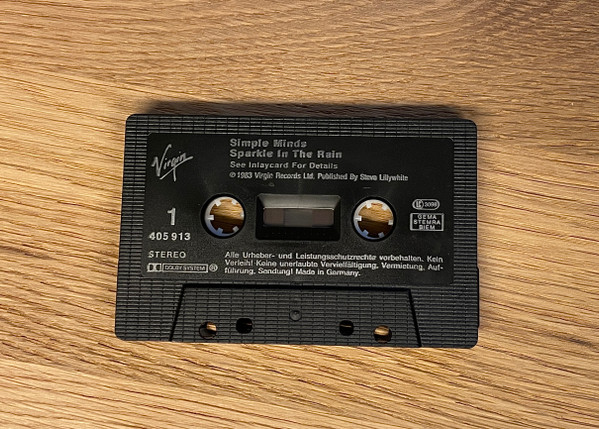 Virgin
Simple Minds
Sparkle In The Rain
See Inlaycard For Details
℗ 1983 Virgin Records Ltd. Published By Steve Lillywhite
1
405 913
STEREO
DOLBY SYSTEM ®
GEMA
STEMRA
BIEM
Alle Urheber- und Leistungsschutzrechte vorbehalten. Kein
Verleih! Keine unerlaubte Vervielfältigung, Vermietung, Auf-
führung, Sendung! Made in Germany.